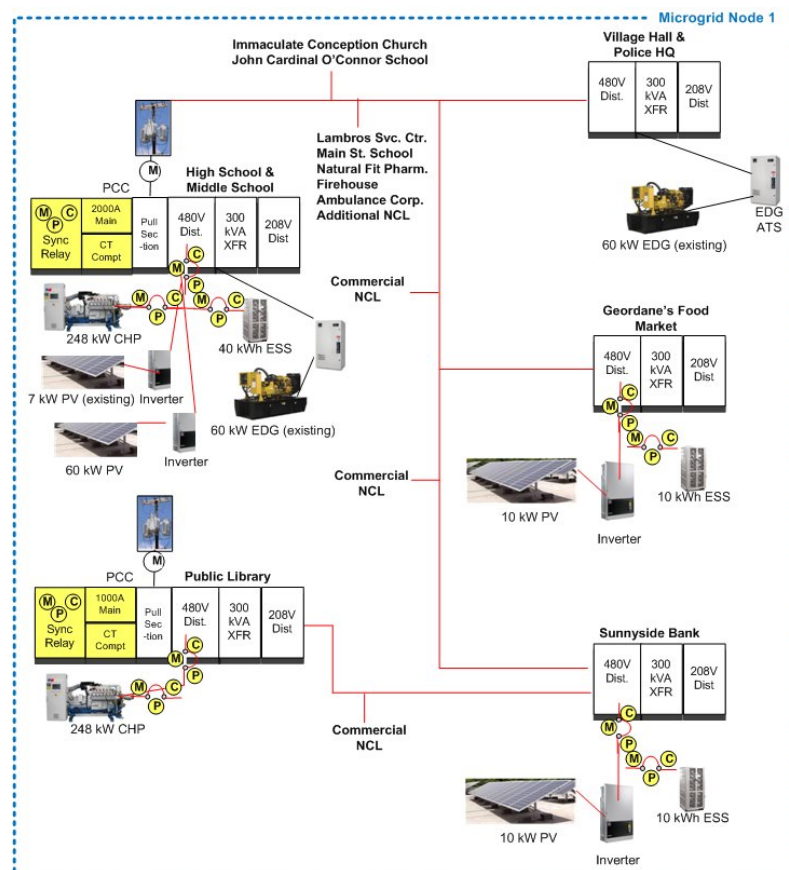 Microgrid Node 1
Immaculate Conception Church
John Cardinal O'Connor School
Village Hall &
Police HQ
480V
Dist.
300
kVA
XFR
208V
Dist
EDG
ATS
60 kW EDG (existing)
Lambros Svc. Ctr.
Main St. School
Natural Fit Pharm.
Firehouse
Ambulance Corp.
Additional NCL
M
High School &
Middle School
PCC
M
C
P
Sync
Relay
2000A
Main
CT
Compt
Pull
Sec
-tion
480V
Dist.
300
kVA
XFR
208V
Dist
C
M
P
M
C
P
M
C
P
248 kW CHP
40 kWh ESS
7 kW PV (existing)
Inverter
60 kW EDG (existing)
60 kW PV
Inverter
Commercial
NCL
Geordane's Food
Market
480V
Dist.
300
kVA
XFR
208V
Dist
C
M
P
M
C
P
10 kWh ESS
10 kW PV
Inverter
Commercial
NCL
M
PCC
Public Library
M
C
P
Sync
Relay
1000A
Main
CT
Compt
Pull
Sec
-tion
480V
Dist.
300
kVA
XFR
208V
Dist
C
M
P
M
C
P
248 kW CHP
Commercial
NCL
Sunnyside Bank
480V
Dist.
300
kVA
XFR
208V
Dist
C
M
P
M
C
P
10 kWh ESS
10 kW PV
Inverter